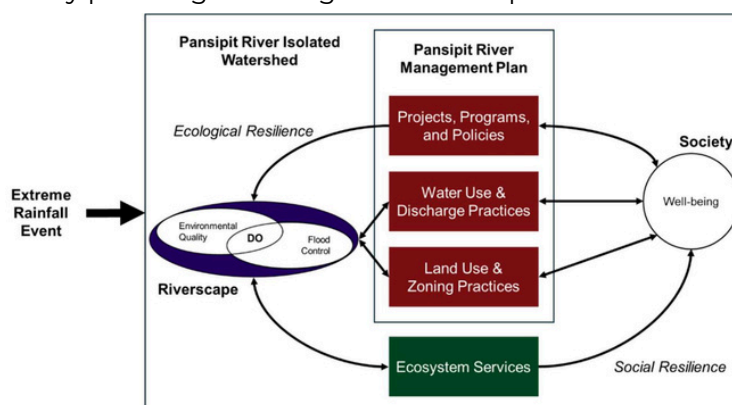 Pansipit River Isolated
Watershed
Pansipit River
Management Plan
Ecological Resilience
Projects, Programs,
and Policies
Society
Extreme
Rainfall
Event
Environmental
Quality
DO
Flood
Control
Water Use &
Discharge Practices
Well-being
Riverscape
Land Use &
Zoning Practices
Ecosystem Services
Social Resilience